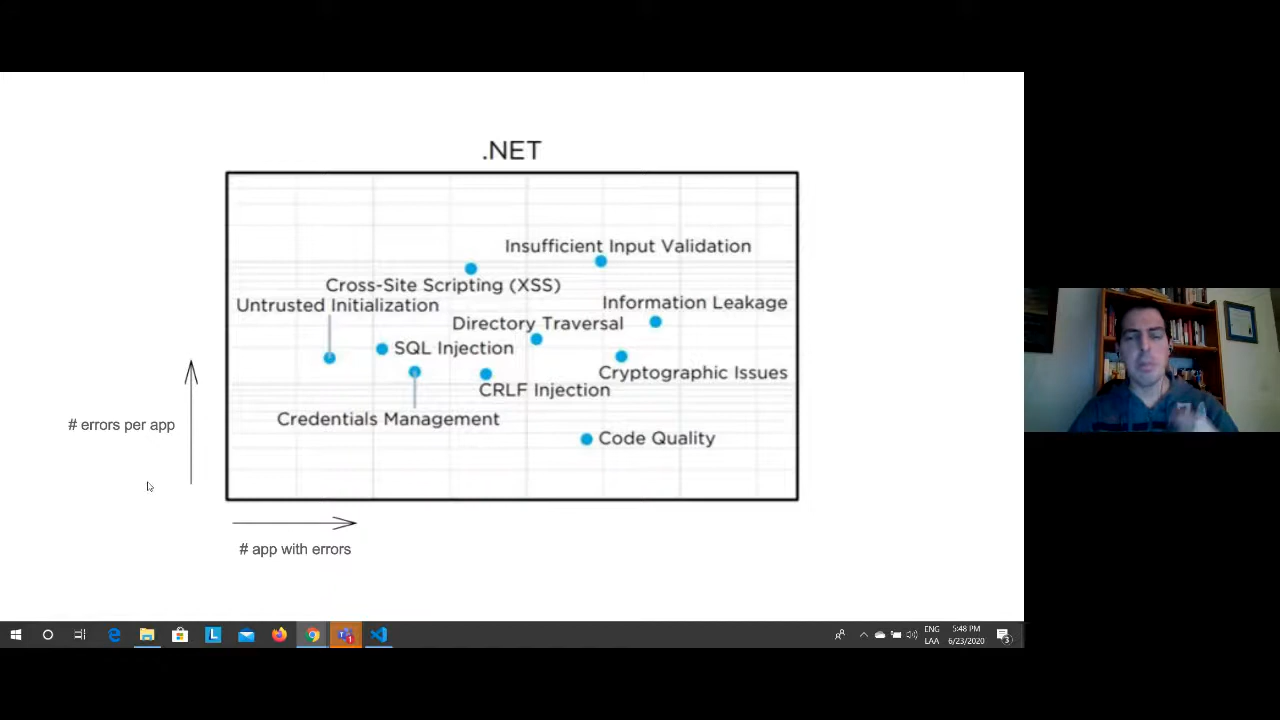 .NET
Insufficient Input Validation
Cross-Site Scripting (XSS)
Untrusted Initialization
Information Leakage
Directory Traversal
SQL Injection
Cryptographic Issues
CRLF Injection
Credentials Management
Code Quality
# errors per app
# app with errors
L
1
ENG
LAA
5:48 PM
6/23/2020
3